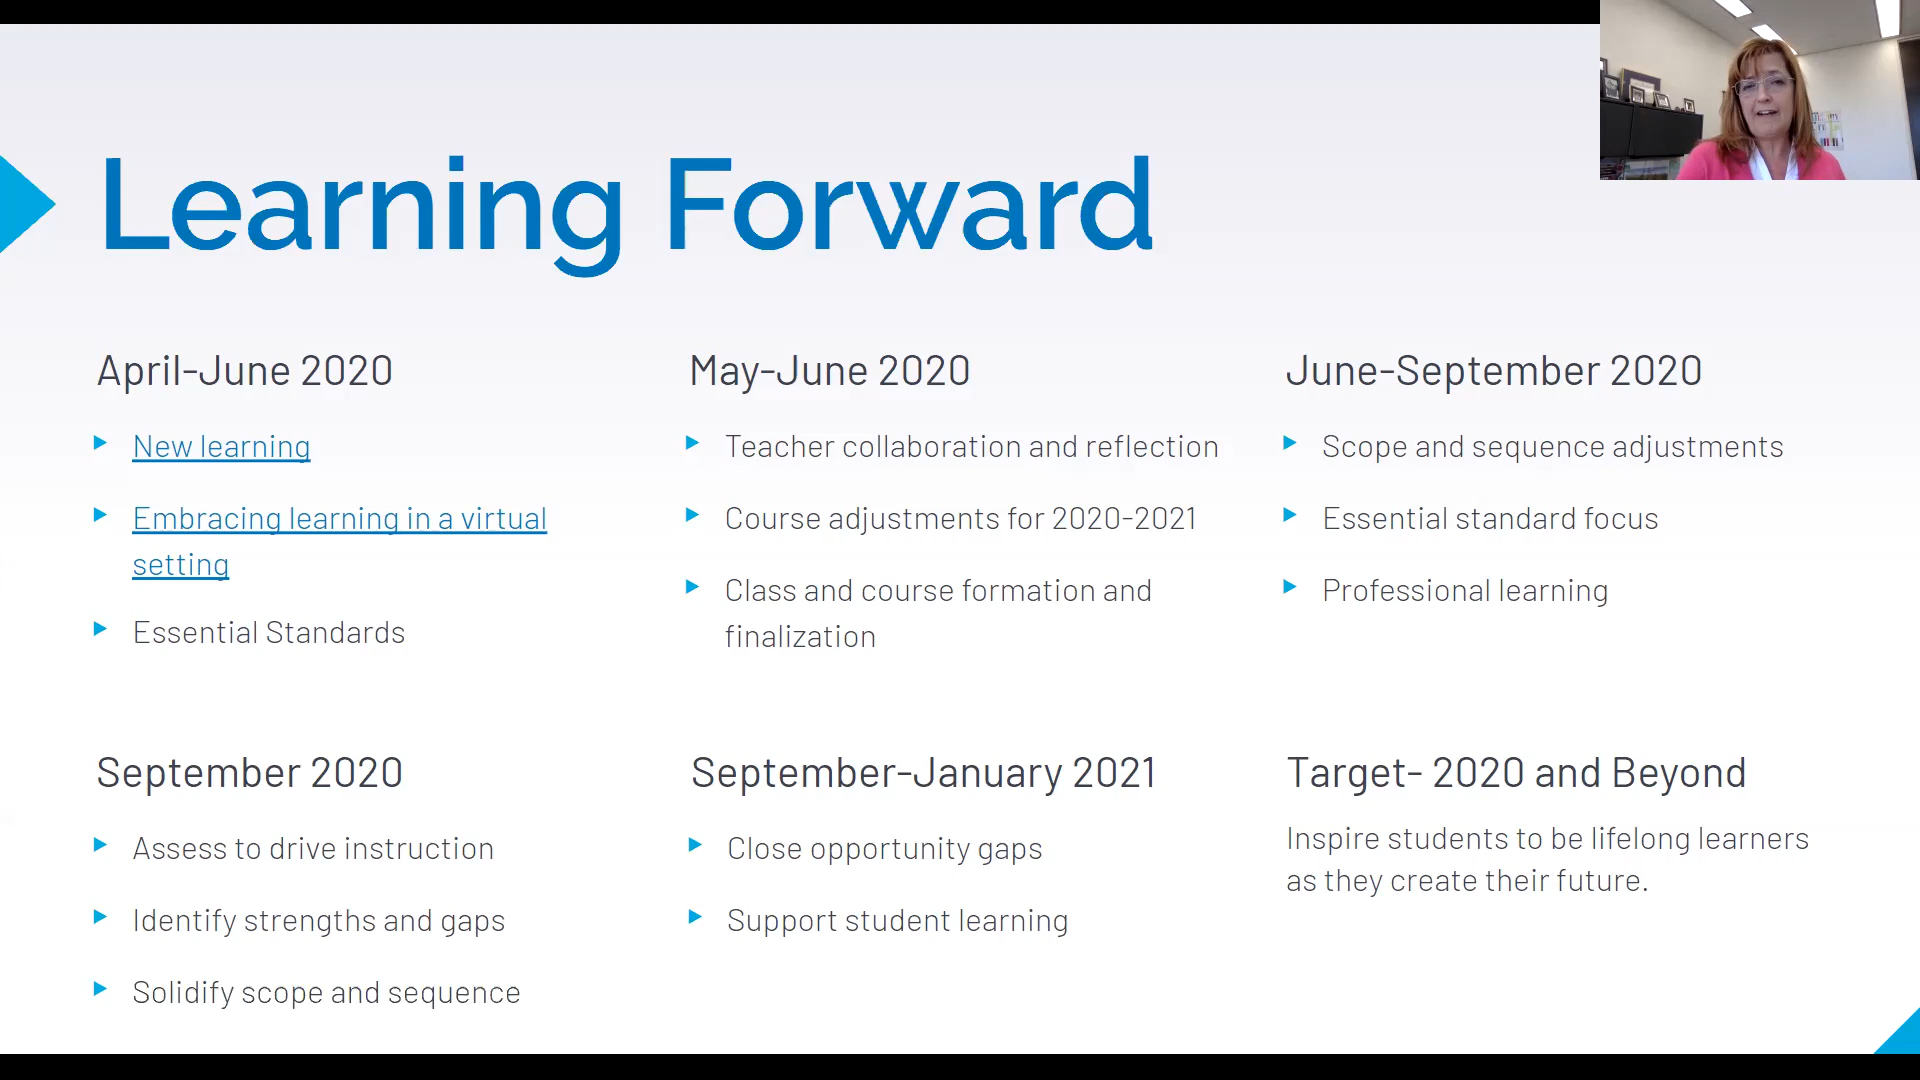 Learning Forward
April-June 2020
New learning
Embracing learning in a virtual
setting
Essential Standards
May-June 2020
Teacher collaboration and reflection
Course adjustments for 2020-2021
Class and course formation and
finalization
June-September 2020
Scope and sequence adjustments
Essential standard focus
Professional learning
September 2020
Assess to drive instruction
Identify strengths and gaps
Solidify scope and sequence
September-January 2021
Close opportunity gaps
Support student learning
Target- 2020 and Beyond
Inspire students to be lifelong learners
as they create their future.